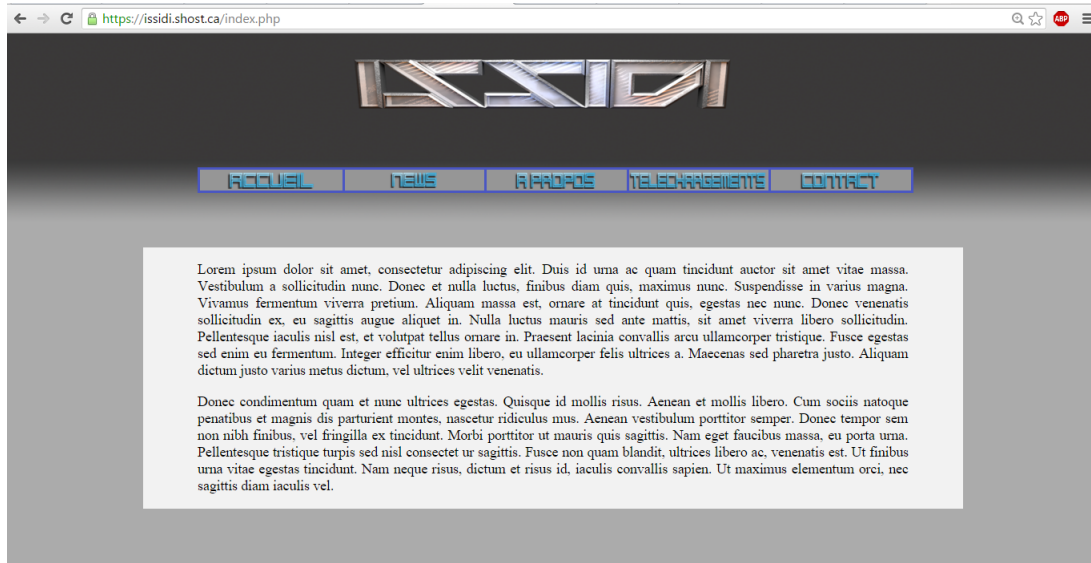 https://issidi.shost.ca/index.php
ABP
ISSIDI
ACCUEIL NEWS A PROPOS TELECHARGEMENTS CONTACT
Lorem ipsum dolor sit amet, consectetur adipiscing elit. Duis id urna ac quam tincidunt auctor sit amet vitae massa.
Vestibulum a sollicitudin nunc. Donec et nulla luctus, finibus diam quis, maximus nunc. Suspendisse in varius magna.
Vivamus fermentum viverra pretium. Aliquam massa est, ornare at tincidunt quis, egestas nec nunc. Donec venenatis
sollicitudin ex, eu sagittis augue aliquet in. Nulla luctus mauris sed ante mattis, sit amet viverra libero sollicitudin.
Pellentesque iaculis nisl est, et volutpat tellus ornare in. Praesent lacinia convallis arcu ullamcorper tristique. Fusce egestas
sed enim eu fermentum. Integer efficitur enim libero, eu ullamcorper felis ultrices a. Maecenas sed pharetra justo. Aliquam
dictum justo varius metus dictum, vel ultrices velit venenatis.
Donec condimentum quam et nunc ultrices egestas. Quisque id mollis risus. Aenean et mollis libero. Cum sociis natoque
penatibus et magnis dis parturient montes, nascetur ridiculus mus. Aenean vestibulum porttitor semper. Donec tempor sem
non nibh finibus, vel fringilla ex tincidunt. Morbi porttitor ut mauris quis sagittis. Nam eget faucibus massa, eu porta urna.
Pellentesque tristique turpis sed nisl consectet ur sagittis. Fusce non quam blandit, ultrices libero ac, venenatis est. Ut finibus
urna vitae egestas tincidunt. Nam neque risus, dictum et risus id, iaculis convallis sapien. Ut maximus elementum orci, nec
sagittis diam iaculis vel.